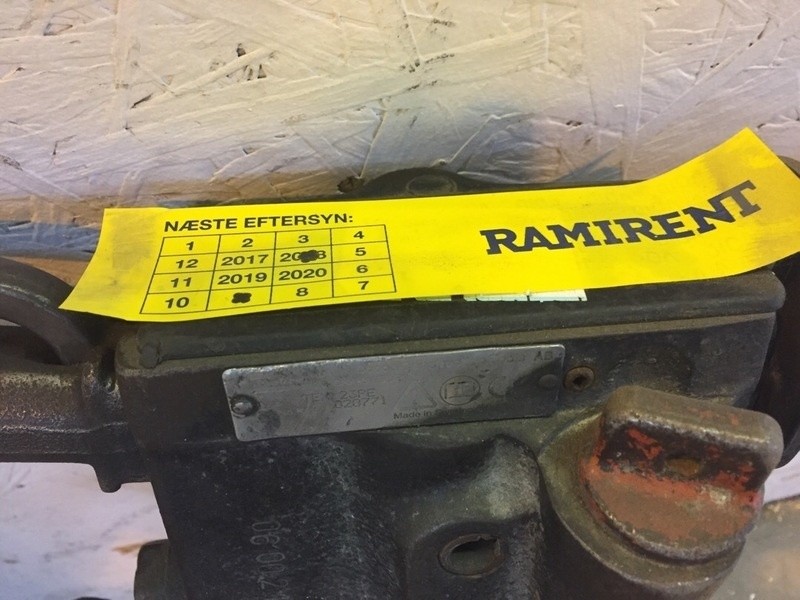 NÆSTE EFTERSYN:
RAMIRENT
1 2 3 4
12 2017 5
11 2019 2020 6
10 8 7
Made in